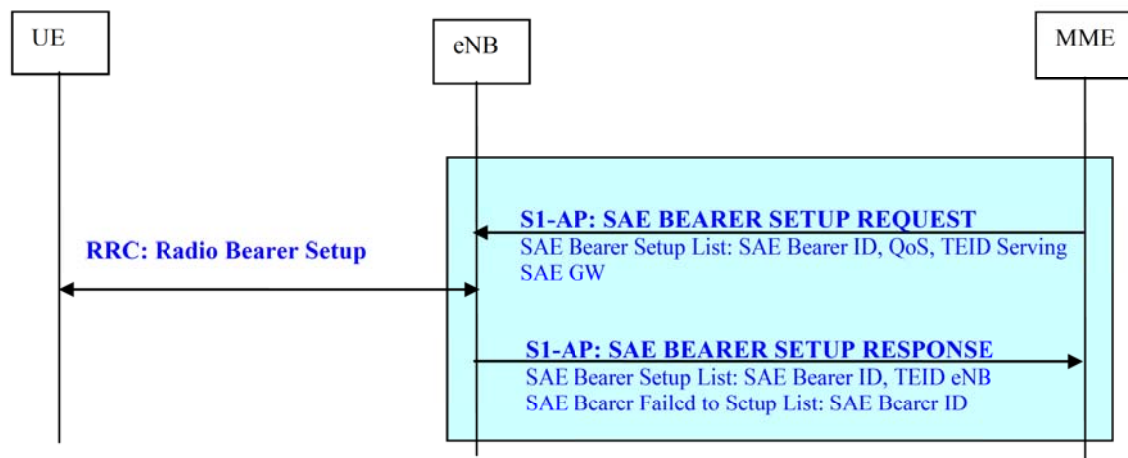 UE
eNB
MME
S1-AP: SAE BEARER SETUP REQUEST
SAE Bearer Setup List: SAE Bearer ID, QoS, TEID Serving
SAE GW
RRC: Radio Bearer Setup
S1-AP: SAE BEARER SETUP RESPONSE
SAE Bearer Setup List: SAE Bearer ID, TEID eNB
SAE Bearer Failed to Setup List: SAE Bearer ID